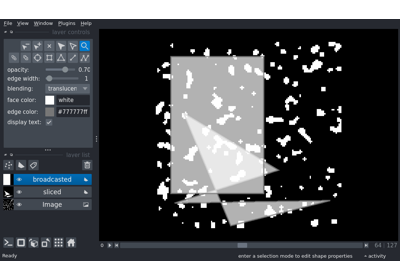 File View Window Plugins Help
layer controls
opacity: 0.70
edge width: 1
blending: translucen
face color: white
edge color: #777777ff
display text:
layer list
broadcasted
sliced
Image
64 127
Ready enter a selection mode to edit shape properties activity